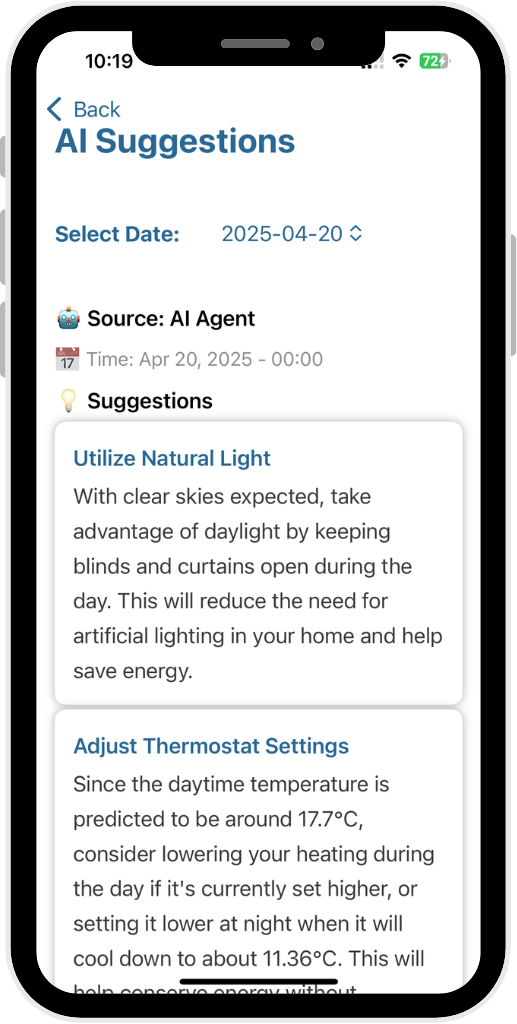 10:19
72
Back
AI Suggestions
Select Date: 2025-04-20
Source: AI Agent
17
Time: Apr 20, 2025 - 00:00
Suggestions
Utilize Natural Light
With clear skies expected, take
advantage of daylight by keeping
blinds and curtains open during the
day. This will reduce the need for
artificial lighting in your home and help
save energy.
Adjust Thermostat Settings
Since the daytime temperature is
predicted to be around 17.7°C,
consider lowering your heating during
the day if it's currently set higher, or
setting it lower at night when it will
cool down to about 11.36°C. This will
help conserve energy without